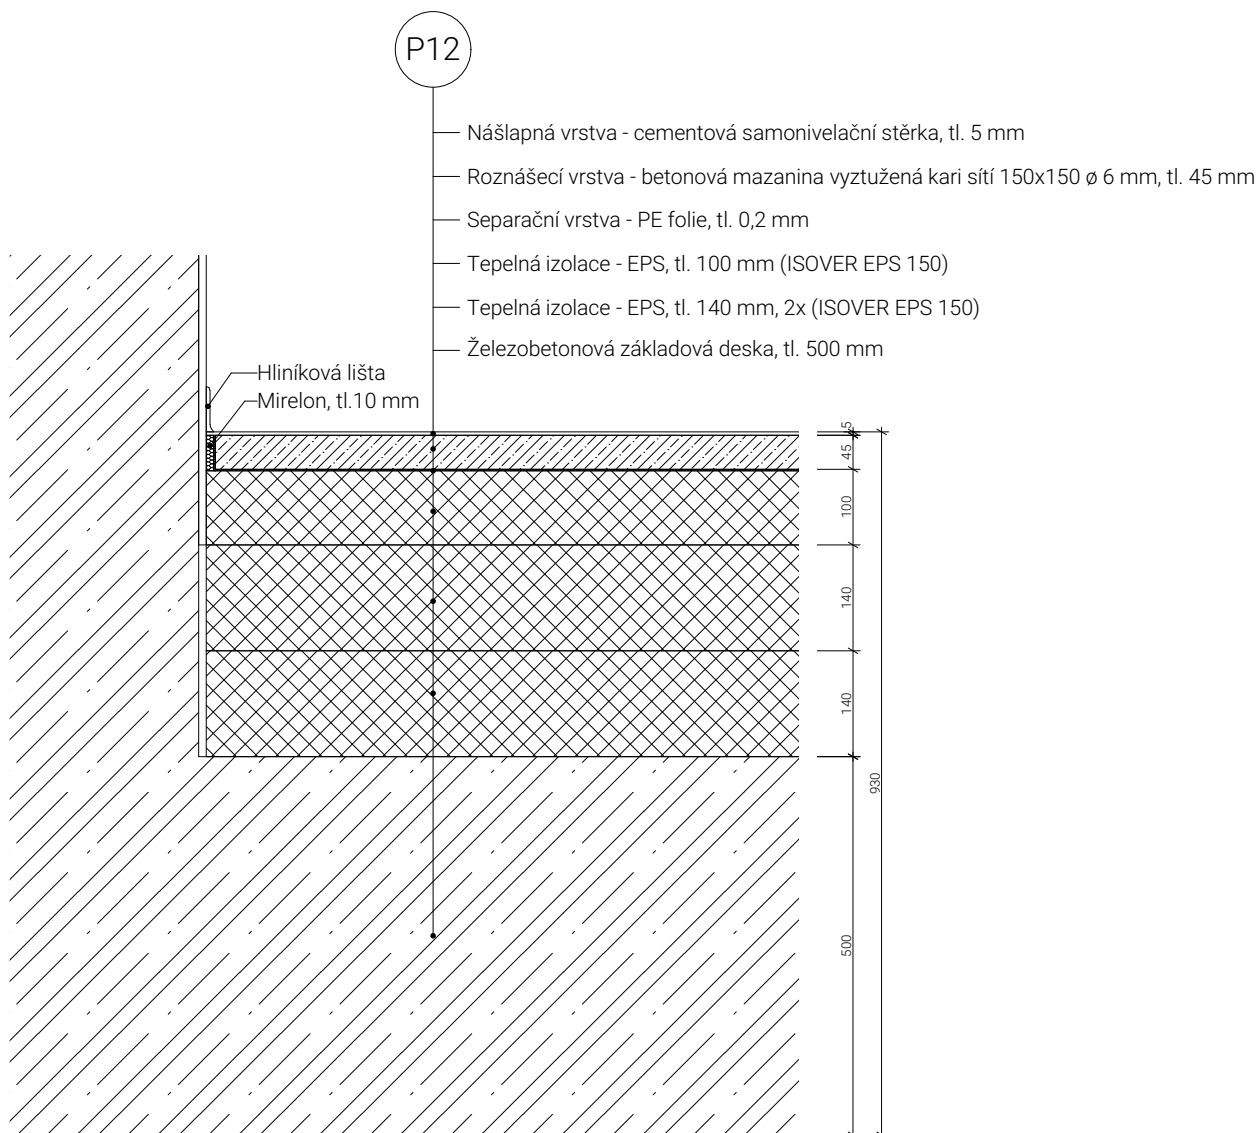 P12
Nášlapná vrstva - cementová samonivelační stěrka, tl. 5 mm
Roznášecí vrstva - betonová mazanina vyztužená kari sítí 150x150 ø 6 mm, tl. 45 mm
Separační vrstva - PE folie, tl. 0,2 mm
Tepelná izolace - EPS, tl. 100 mm (ISOVER EPS 150)
Tepelná izolace - EPS, tl. 140 mm, 2x (ISOVER EPS 150)
Železobetonová základová deska, tl. 500 mm
Hliníková lišta
Mirelon, tl.10 mm
5
45
100
140
140
930
500